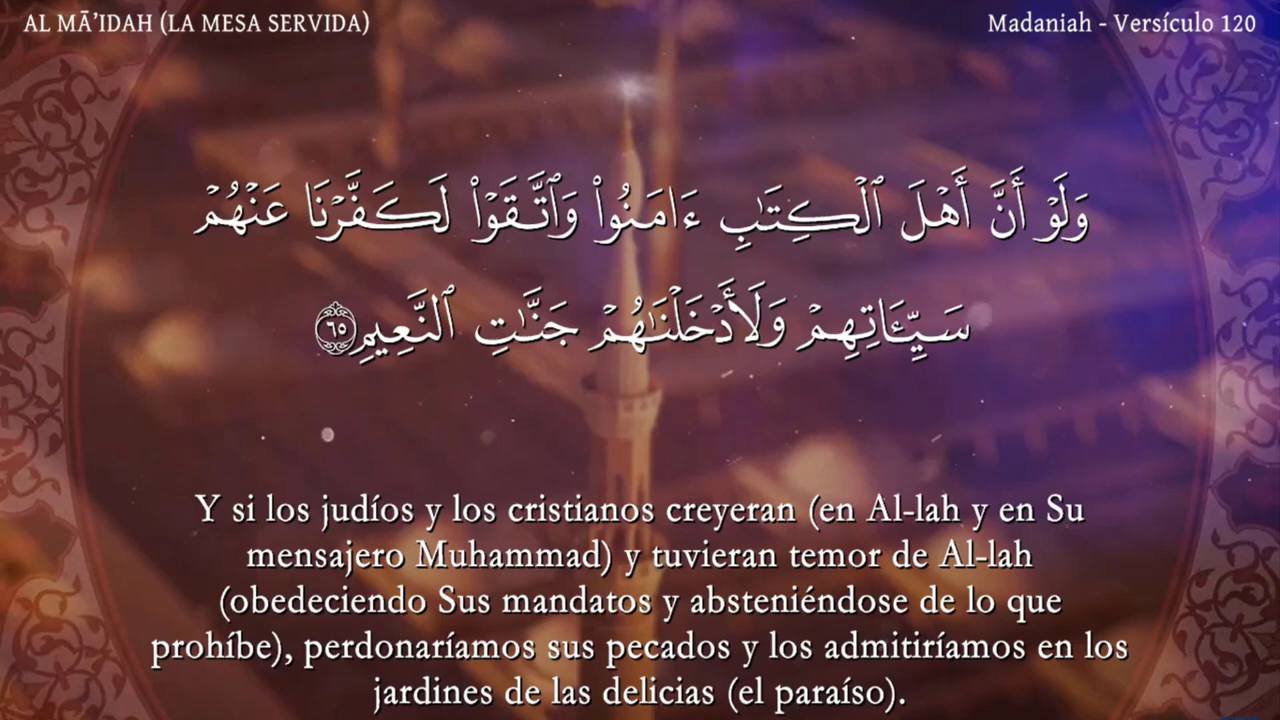 AL MĀ’IDAH (LA MESA SERVIDA)
Madaniah - Versículo 120
وَلَوۡ أَنَّ أَهۡلَ ٱلۡكِتَٰبِ ءَامَنُواْ وَٱتَّقَوۡاْ لَكَفَّرۡنَا عَنۡهُمۡ
سَيِّـَٔاتِهِمۡ وَلَأَدۡخَلۡنَٰهُمۡ جَنَّٰتِ ٱلنَّعِيمِ ٦٥
Y si los judíos y los cristianos creyeran (en Al-lah y en Su
mensajero Muhammad) y tuvieran temor de Al-lah
(obedeciendo Sus mandatos y absteniéndose de lo que
prohíbe), perdonaríamos sus pecados y los admitiríamos en los
jardines de las delicias (el paraíso).